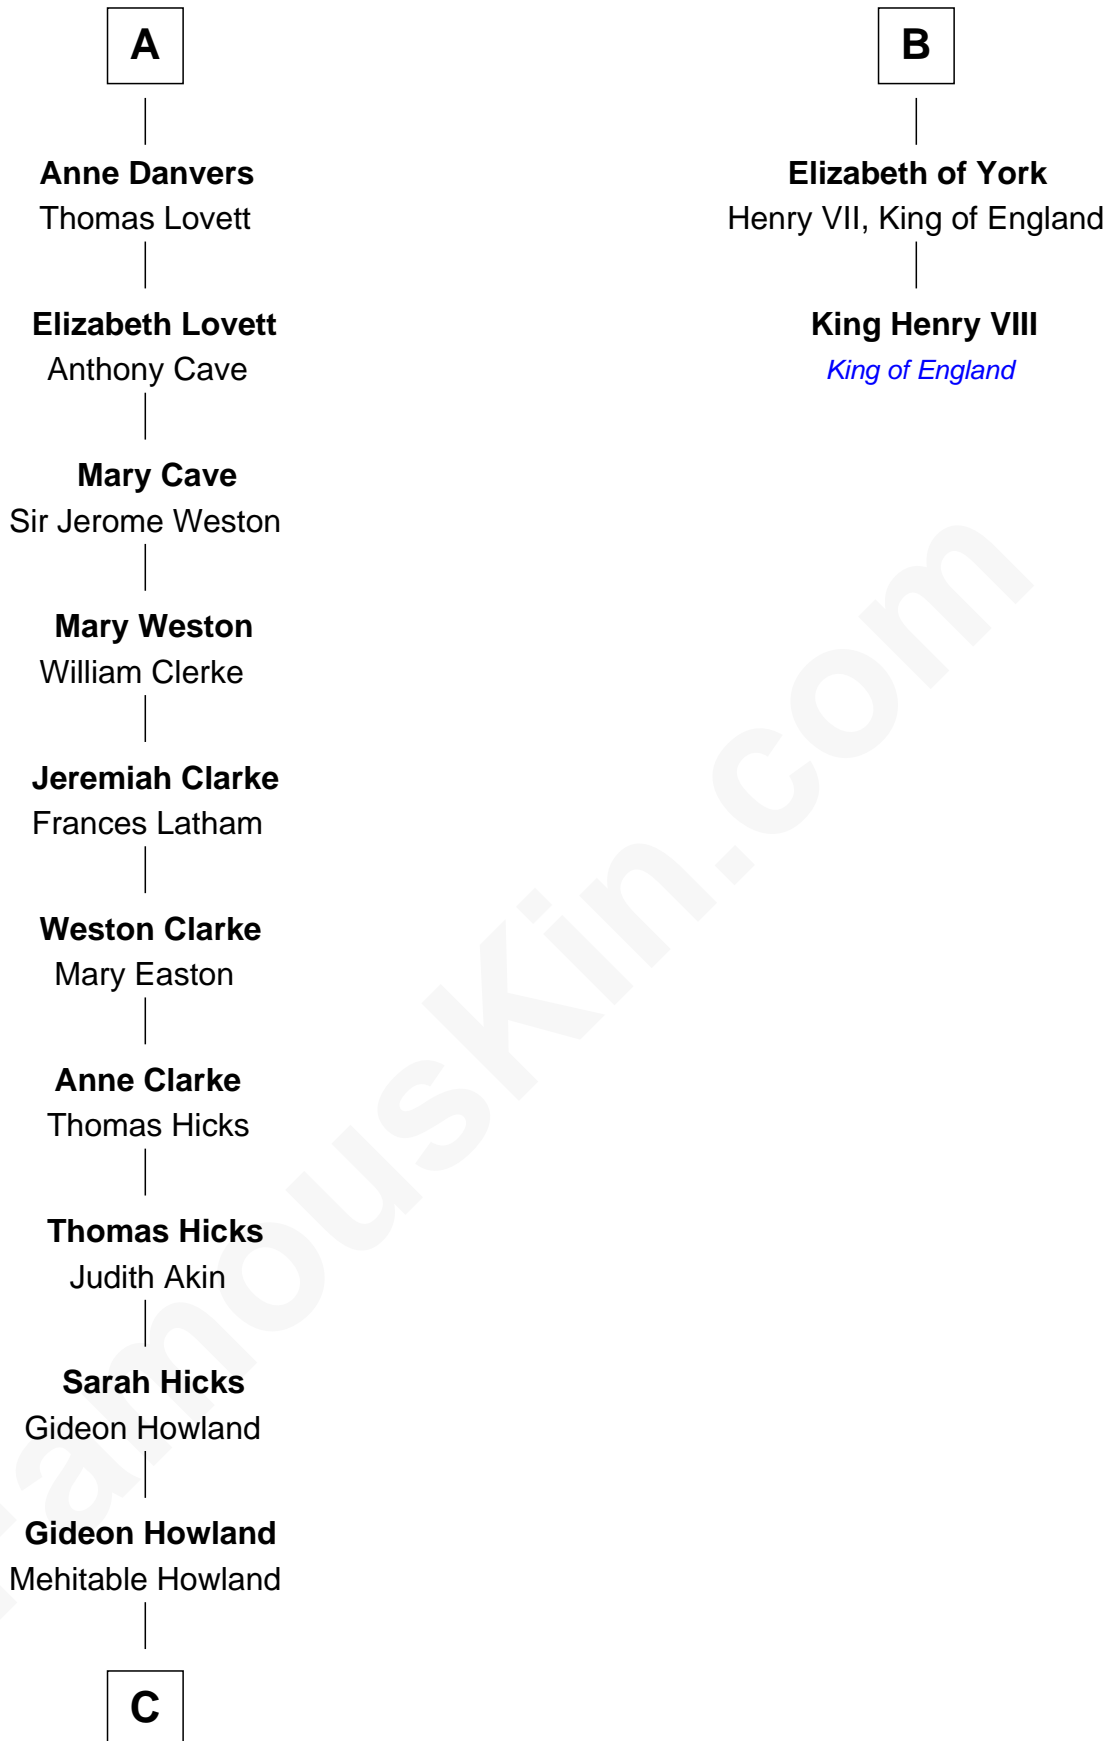 A
Anne Danvers
Thomas Lovett
Elizabeth Lovett
Anthony Cave
Mary Cave
Sir Jerome Weston
Mary Weston
William Clerke
Jeremiah Clarke
Frances Latham
Weston Clarke
Mary Easton
Anne Clarke
Thomas Hicks
Thomas Hicks
Judith Akin
Sarah Hicks
Gideon Howland
Gideon Howland
Mehitable Howland
C
B
Elizabeth of York
Henry VII, King of England
King Henry VIII
King of England
FamousKin.com